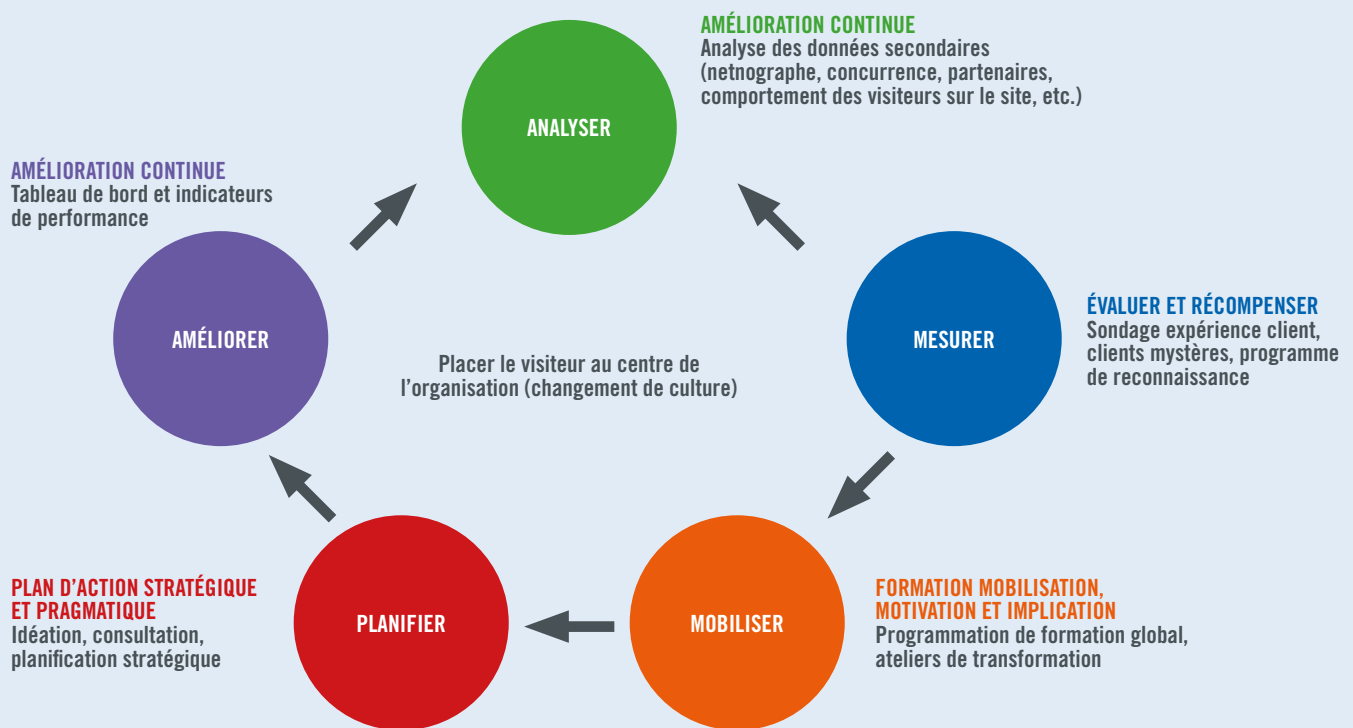 AMÉLIORATION CONTINUE
Analyse des données secondaires
(netnographe, concurrence, partenaires,
comportement des visiteurs sur le site, etc.)
ANALYSER
AMÉLIORATION CONTINUE
Tableau de bord et indicateurs
de performance
AMÉLIORER
Placer le visiteur au centre de
l’organisation (changement de culture)
MESURER
ÉVALUER ET RÉCOMPENSER
Sondage expérience client,
clients mystères, programme
de reconnaissance
PLAN D’ACTION STRATÉGIQUE
ET PRAGMATIQUE
Idéation, consultation,
planification stratégique
PLANIFIER
MOBILISER
FORMATION MOBILISATION,
MOTIVATION ET IMPLICATION
Programmation de formation global,
ateliers de transformation